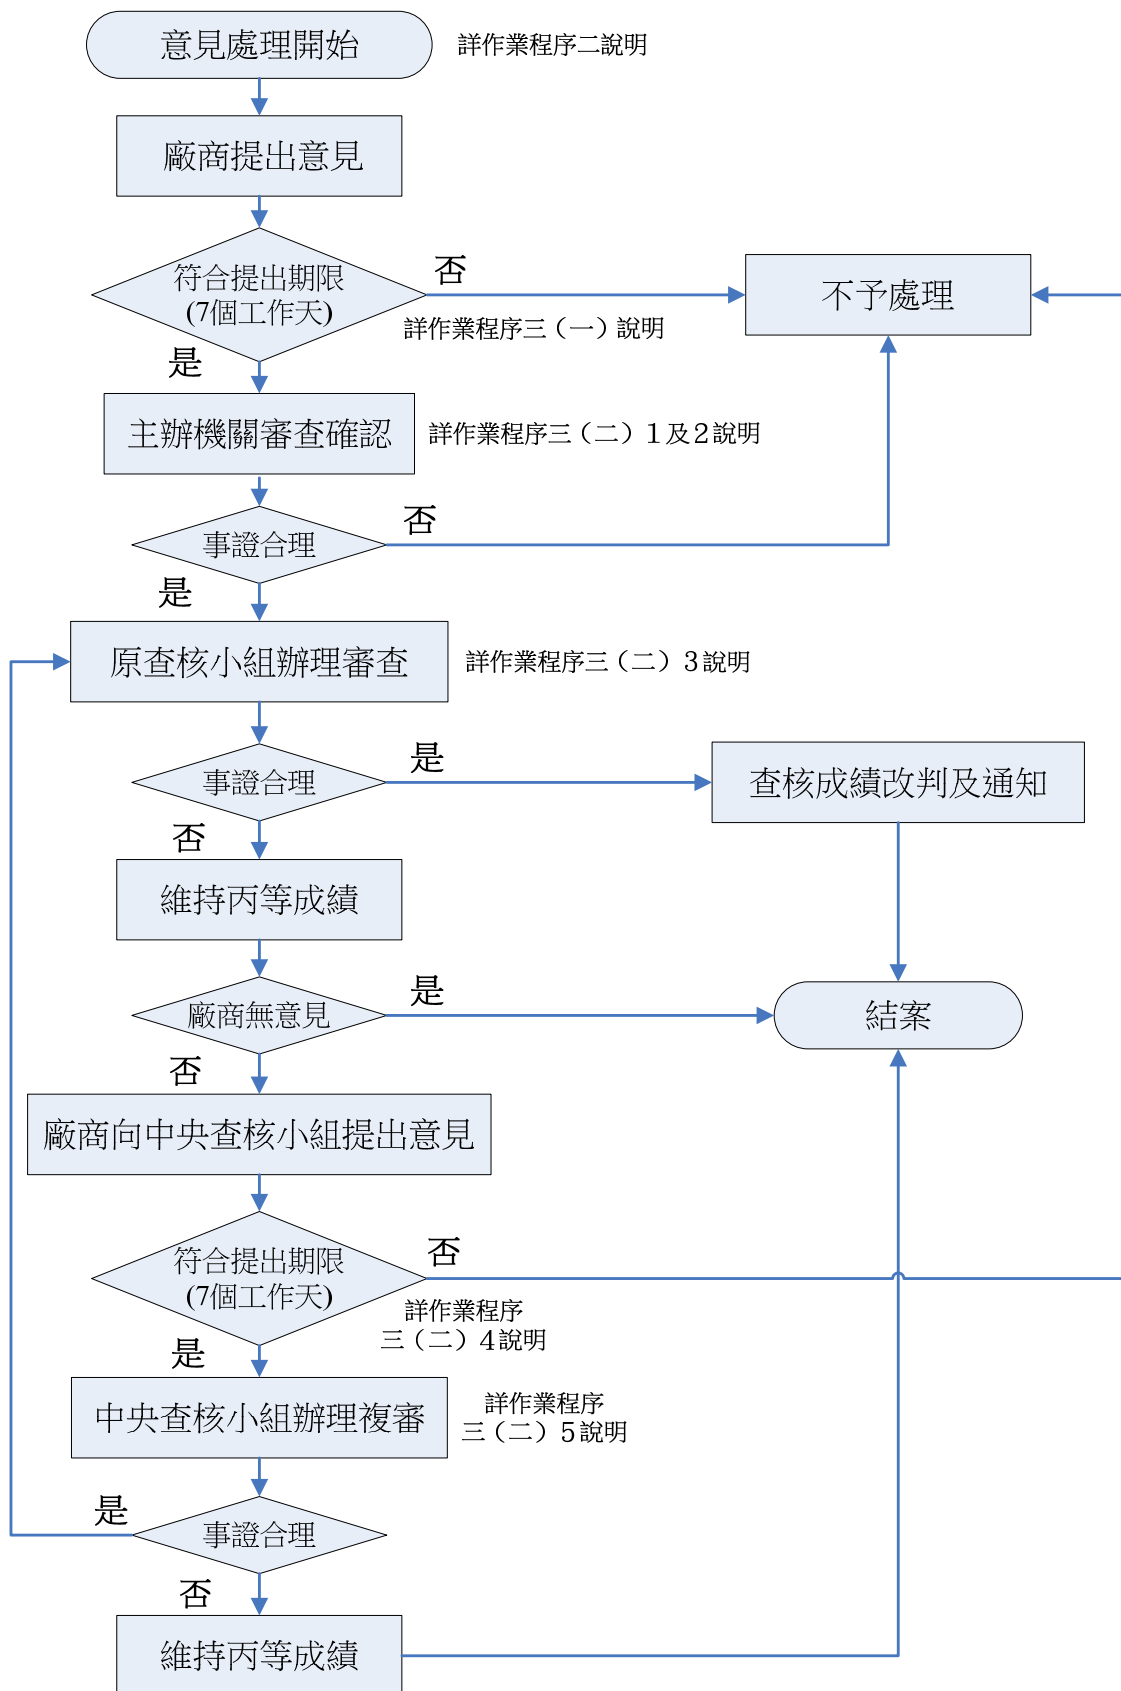 意見處理開始
詳作業程序二說明
廠商提出意見
符合提出期限
(7個工作天)
否
不予處理
詳作業程序三（一）說明
是
主辦機關審查確認
詳作業程序三（二）１及２說明
事證合理
否
是
原查核小組辦理審查
詳作業程序三（二）３說明
事證合理
是
查核成績改判及通知
否
維持丙等成績
廠商無意見
是
結案
否
廠商向中央查核小組提出意見
符合提出期限
(7個工作天)
否
詳作業程序
三（二）４說明
是
中央查核小組辦理複審
詳作業程序
三（二）５說明
是
事證合理
否
維持丙等成績